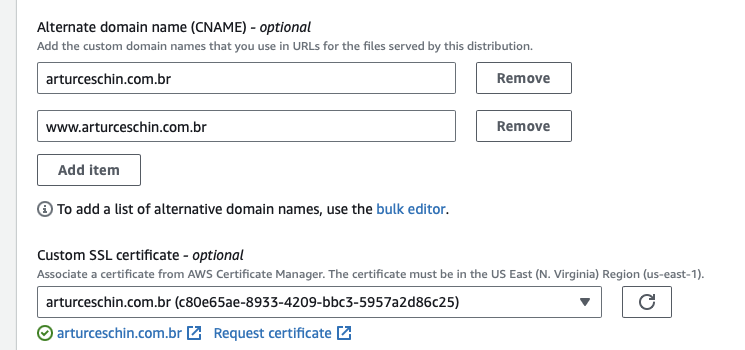 Alternate domain name (CNAME) - optional
Add the custom domain names that you use in URLs for the files served by this distribution.
arturceschin.com.br
Remove
www.arturceschin.com.br
Remove
Add item
To add a list of alternative domain names, use the bulk editor.
Custom SSL certificate - optional
Associate a certificate from AWS Certificate Manager. The certificate must be in the US East (N. Virginia) Region (us-east-1).
arturceschin.com.br (c80e65ae-8933-4209-bbc3-5957a2d86c25)
arturceschin.com.br Request certificate